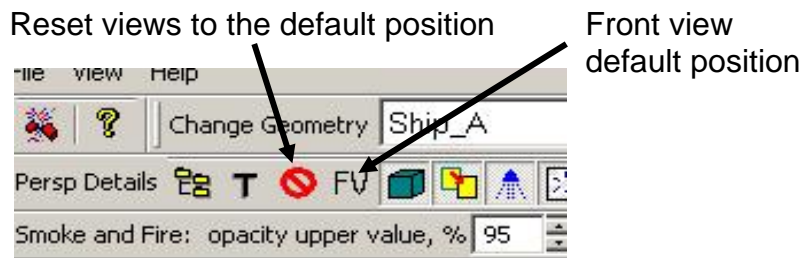 Reset views to the default position
Front view
default position
File View Help
? Change Geometry Ship_A
Persp Details T FV
Smoke and Fire: opacity upper value, % 95